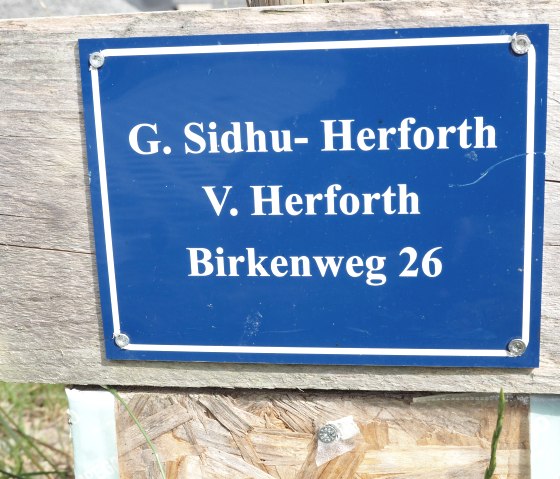 G. Sidhu- Herforth
V. Herforth
Birkenweg 26